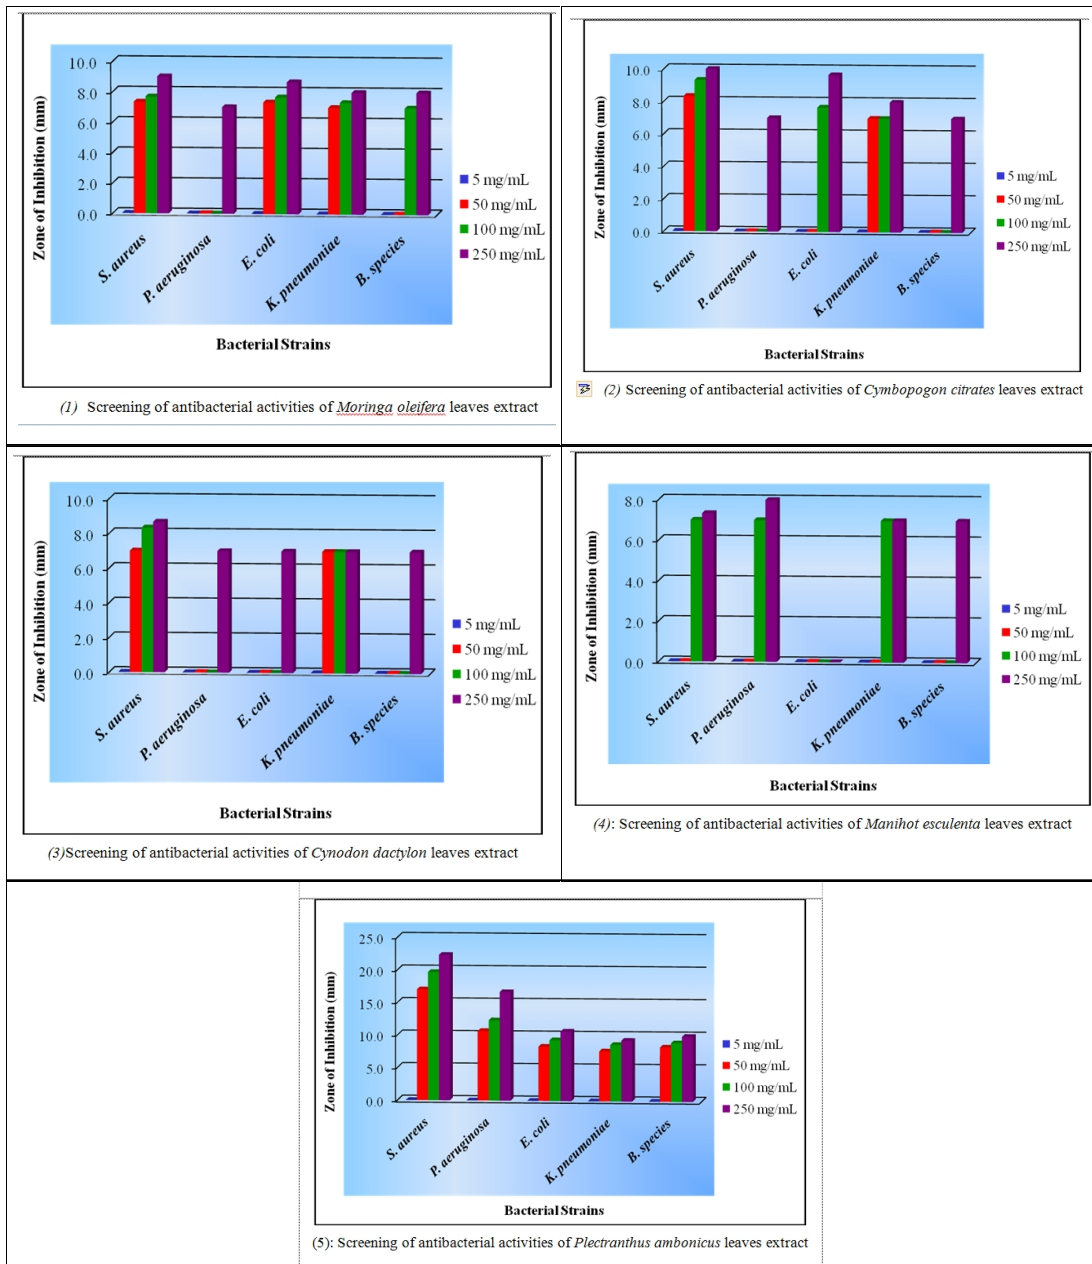 10.0
8.0
6.0
4.0
2.0
0.0
Zone of Inhibition (mm)
S. aureus
P. aeruginosa
E. coli
K. pneumoniae
B. species
5 mg/mL
50 mg/mL
100 mg/mL
250 mg/mL
Bacterial Strains
(1) Screening of antibacterial activities of Moringa oleifera leaves extract
10.0
8.0
6.0
4.0
2.0
0.0
Zone of Inhibition (mm)
S. aureus
P. aeruginosa
E. coli
K. pneumoniae
B. species
5 mg/mL
50 mg/mL
100 mg/mL
250 mg/mL
Bacterial Strains
(2) Screening of antibacterial activities of Cymbopogon citrates leaves extract
10.0
8.0
6.0
4.0
2.0
0.0
Zone of Inhibition (mm)
S. aureus
P. aeruginosa
E. coli
K. pneumoniae
B. species
5 mg/mL
50 mg/mL
100 mg/mL
250 mg/mL
Bacterial Strains
(3)Screening of antibacterial activities of Cynodon dactylon leaves extract
8.0
6.0
4.0
2.0
0.0
Zone of Inhibition (mm)
S. aureus
P. aeruginosa
E. coli
K. pneumoniae
B. species
5 mg/mL
50 mg/mL
100 mg/mL
250 mg/mL
Bacterial Strains
(4): Screening of antibacterial activities of Manihot esculenta leaves extract
25.0
20.0
15.0
10.0
5.0
0.0
Zone of Inhibition (mm)
S. aureus
P. aeruginosa
E. coli
K. pneumoniae
B. species
5 mg/mL
50 mg/mL
100 mg/mL
250 mg/mL
Bacterial Strains
(5): Screening of antibacterial activities of Plectranthus ambonicus leaves extract